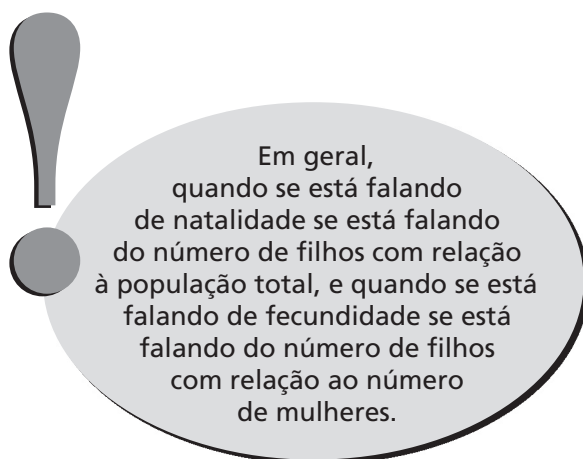 Em geral,
quando se está falando
de natalidade se está falando
do número de filhos com relação
à população total, e quando se está
falando de fecundidade se está
falando do número de filhos
com relação ao número
de mulheres.